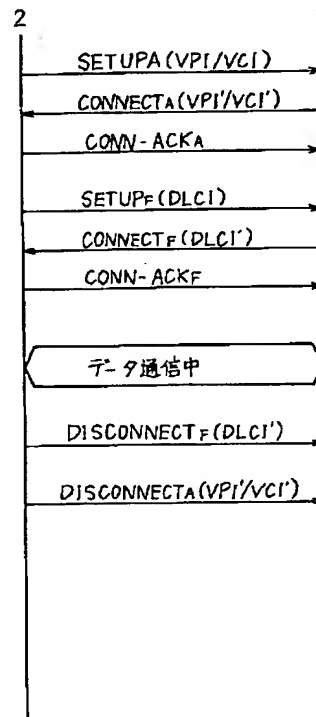 2
SETUPA(VPI/VCI)
CONNECTA(VPI'/VCI')
CONN-ACKA
SETUPF(DLCI)
CONNECTF(DLCI')
CONN-ACKF
データ通信中
DISCONNECTF(DLCI')
DISCONNECTA(VPI'/VCI')